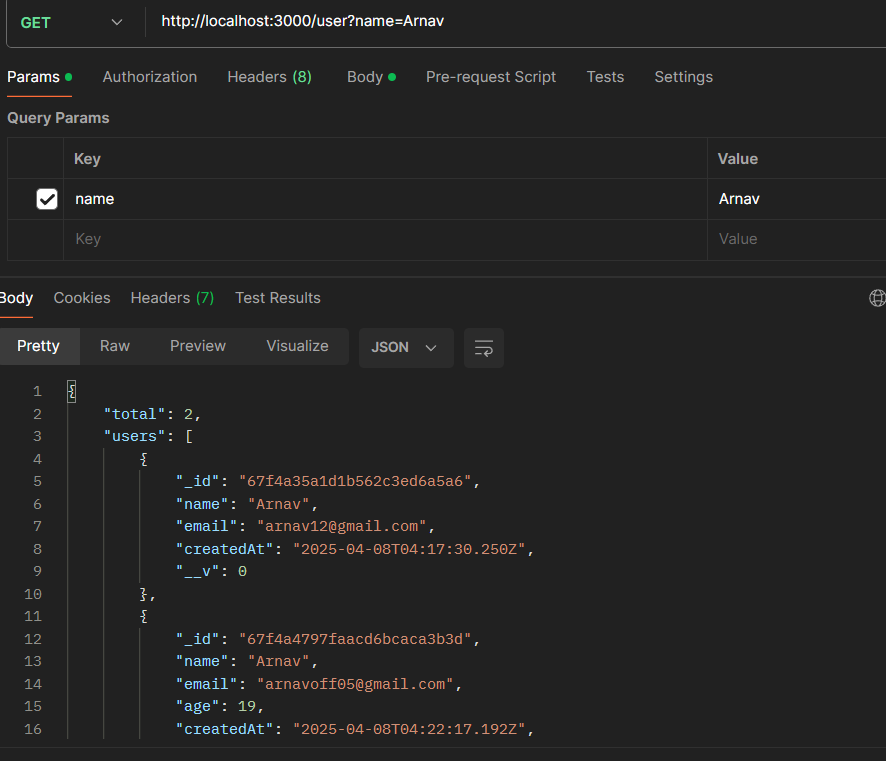 GET http://localhost:3000/user?name=Arnav
Params Authorization Headers (8) Body Pre-request Script Tests Settings
Query Params
Key Value
name Arnav
Key Value
Body Cookies Headers (7) Test Results
Pretty Raw Preview Visualize JSON
1 {
2 "total": 2,
3 "users": [
4 {
5 "_id": "67f4a35a1d1b562c3ed6a5a6",
6 "name": "Arnav",
7 "email": "arnav12@gmail.com",
8 "createdAt": "2025-04-08T04:17:30.250Z",
9 "__v": 0
10 },
11 {
12 "_id": "67f4a4797faacd6bcaca3b3d",
13 "name": "Arnav",
14 "email": "arnavoff05@gmail.com",
15 "age": 19,
16 "createdAt": "2025-04-08T04:22:17.192Z",